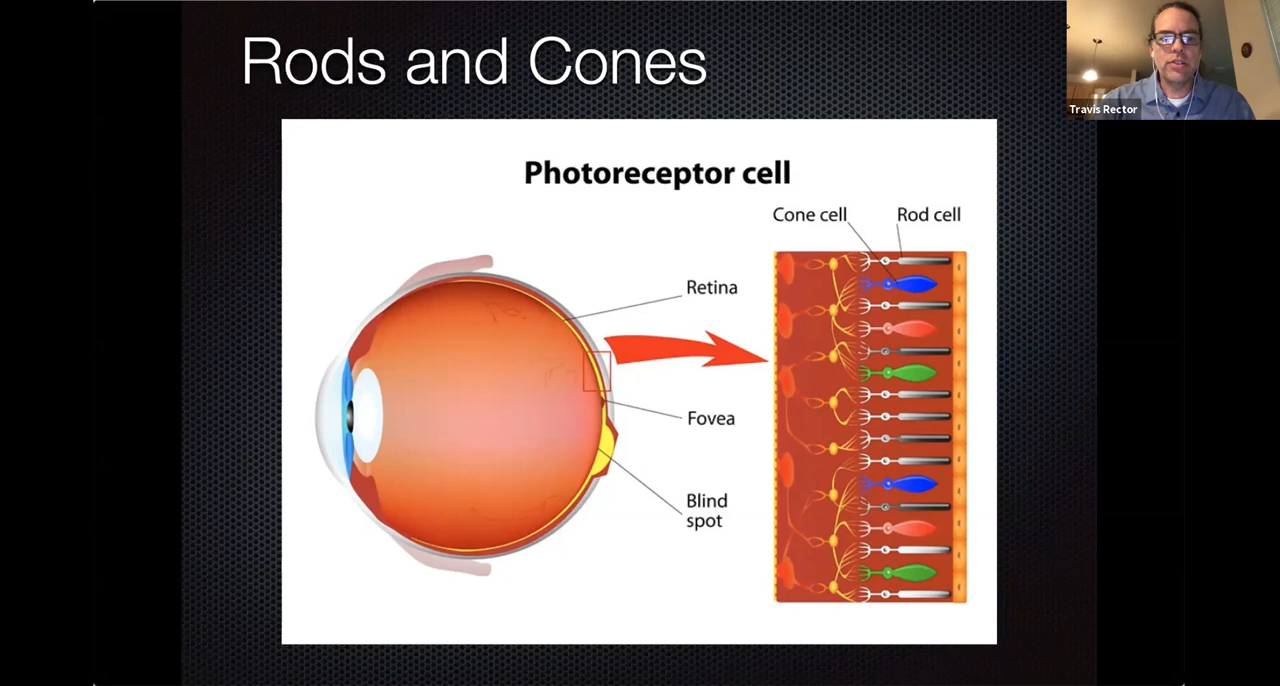 Rods and Cones
Travis Rector
Photoreceptor cell
Cone cell
Rod cell
Retina
Fovea
Blind
spot